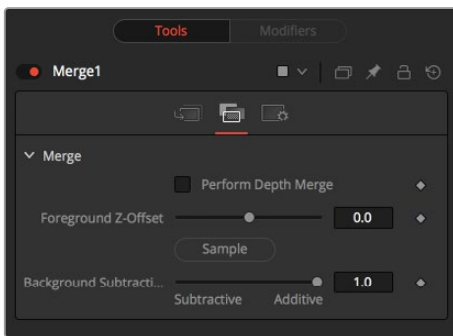 Tools Modifiers
Merge1
Merge
Perform Depth Merge
Foreground Z-Offset 0.0
Sample
Background Subtracti... 1.0
Subtractive Additive